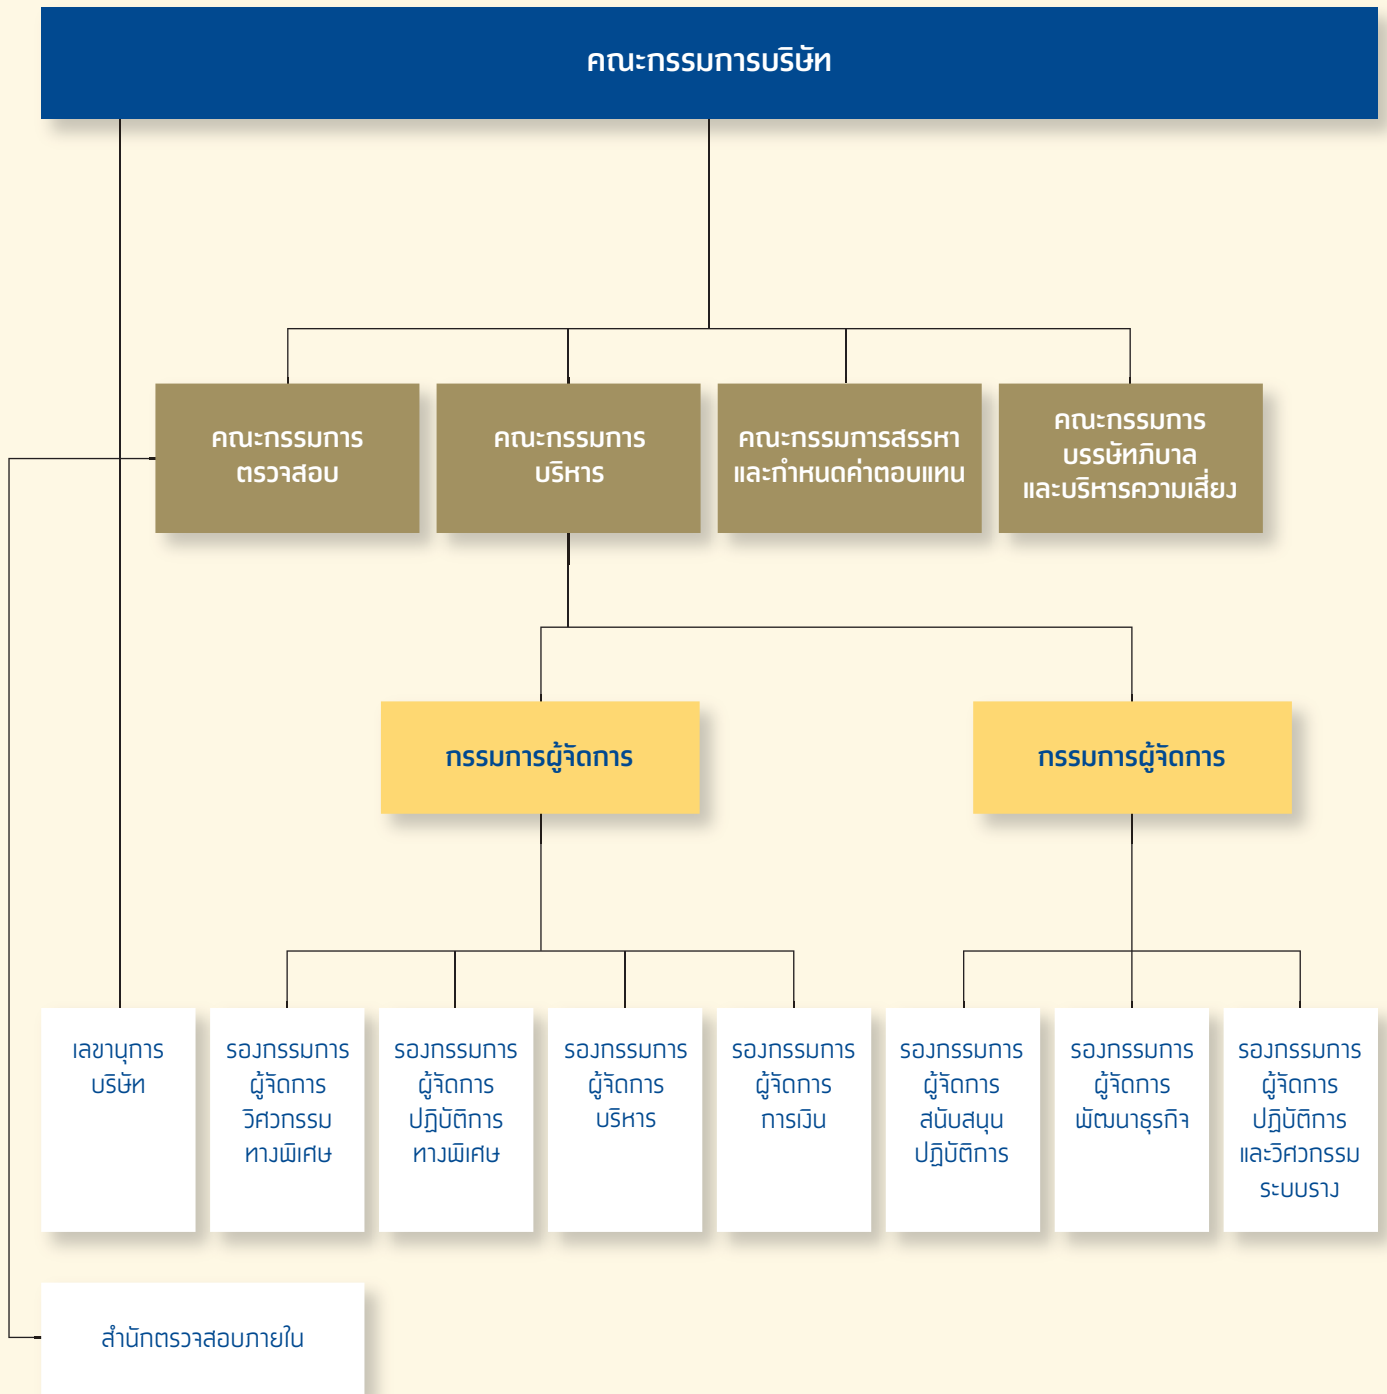 คณะกรรมการบริษัท
คณะกรรมการ
ตรวจสอบ
คณะกรรมการ
บริหาร
คณะกรรมการสรรหา
และกำหนดค่าตอบแทน
คณะกรรมการ
บรรษัทภิบาล
และบริหารความเสี่ยง
กรรมการผู้จัดการ
กรรมการผู้จัดการ
เลขานุการ
บริษัท
รองกรรมการ
ผู้จัดการ
วิศวกรรม
ทางพิเศษ
รองกรรมการ
ผู้จัดการ
ปฏิบัติการ
ทางพิเศษ
รองกรรมการ
ผู้จัดการ
บริหาร
รองกรรมการ
ผู้จัดการ
การเงิน
รองกรรมการ
ผู้จัดการ
สนับสนุน
ปฏิบัติการ
รองกรรมการ
ผู้จัดการ
พัฒนาธุรกิจ
รองกรรมการ
ผู้จัดการ
ปฏิบัติการ
และวิศวกรรม
ระบบราง
สำนักตรวจสอบภายใน